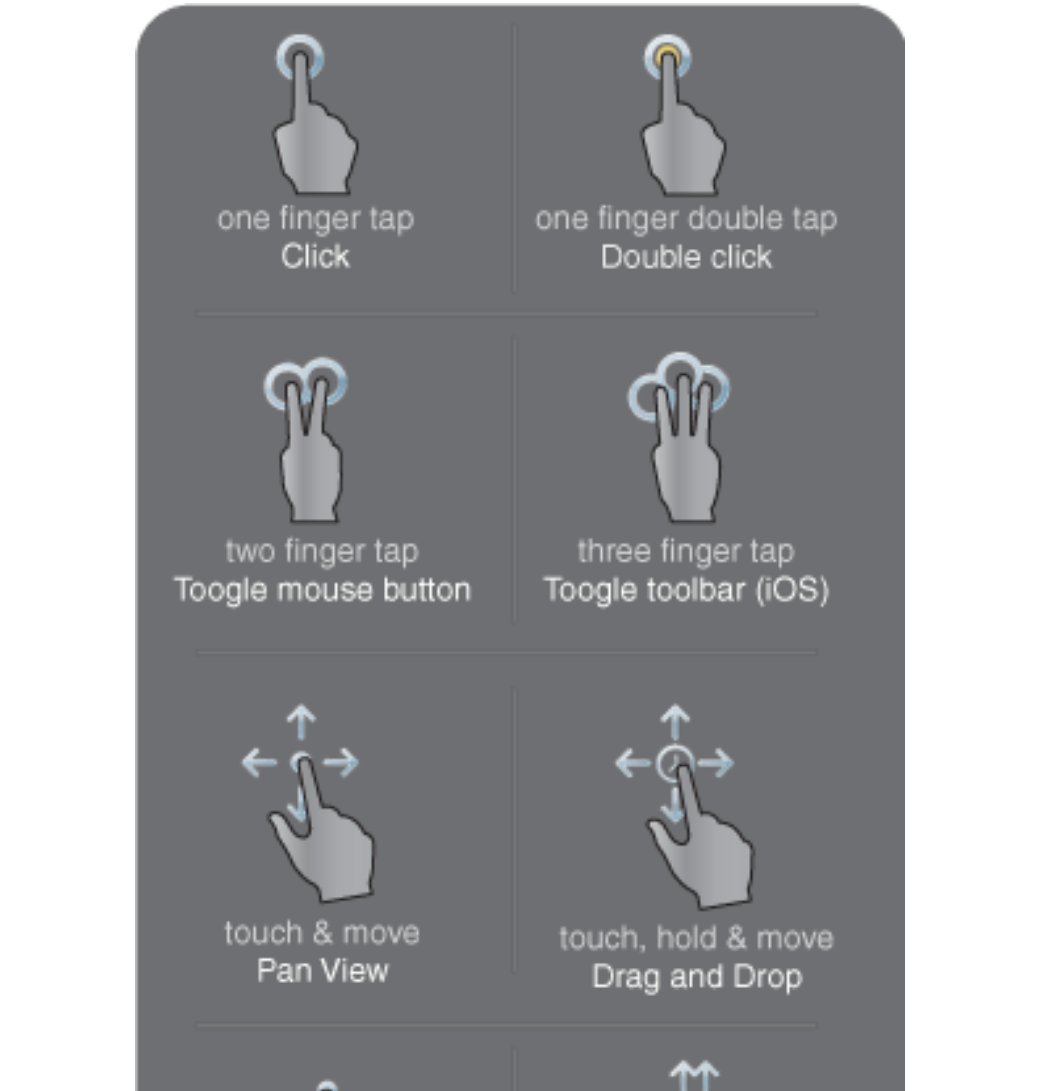 one finger tap
Click
one finger double tap
Double click
two finger tap
Toogle mouse button
three finger tap
Toogle toolbar (iOS)
touch & move
Pan View
touch, hold & move
Drag and Drop